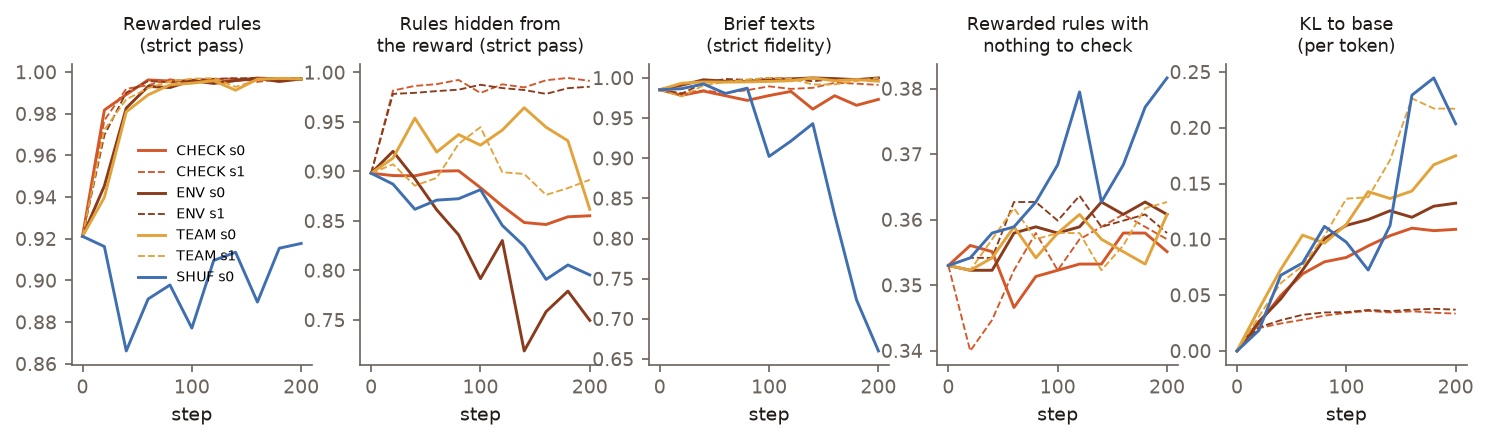 Rewarded rules
(strict pass)
Rules hidden from
the reward (strict pass)
Brief texts
(strict fidelity)
Rewarded rules with
nothing to check
KL to base
(per token)
1.00
0.98
0.96
0.94
0.92
0.90
0.88
0.86
CHECK s0
CHECK s1
ENV s0
ENV s1
TEAM s0
TEAM s1
SHUF s0
0 100 200
step
1.00
0.95
0.90
0.85
0.80
0.75
0 100 200
step
1.00
0.95
0.90
0.85
0.80
0.75
0.70
0.65
0 100 200
step
0.38
0.37
0.36
0.35
0.34
0 100 200
step
0.25
0.20
0.15
0.10
0.05
0.00
0 100 200
step